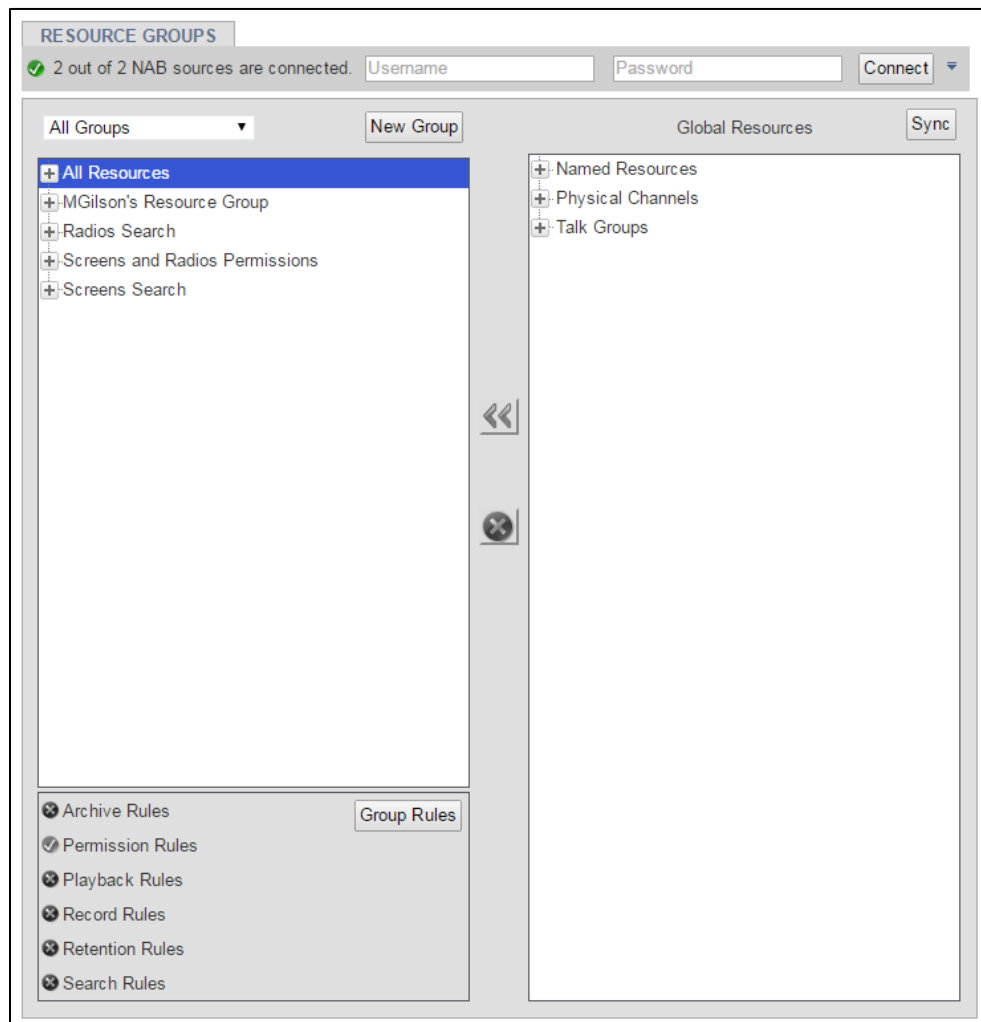 RESOURCE GROUPS
2 out of 2 NAB sources are connected. Username Password Connect
All Groups New Group Global Resources Sync
All Resources
MGilson's Resource Group
Radios Search
Screens and Radios Permissions
Screens Search
Named Resources
Physical Channels
Talk Groups
Archive Rules Group Rules
Permission Rules
Playback Rules
Record Rules
Retention Rules
Search Rules